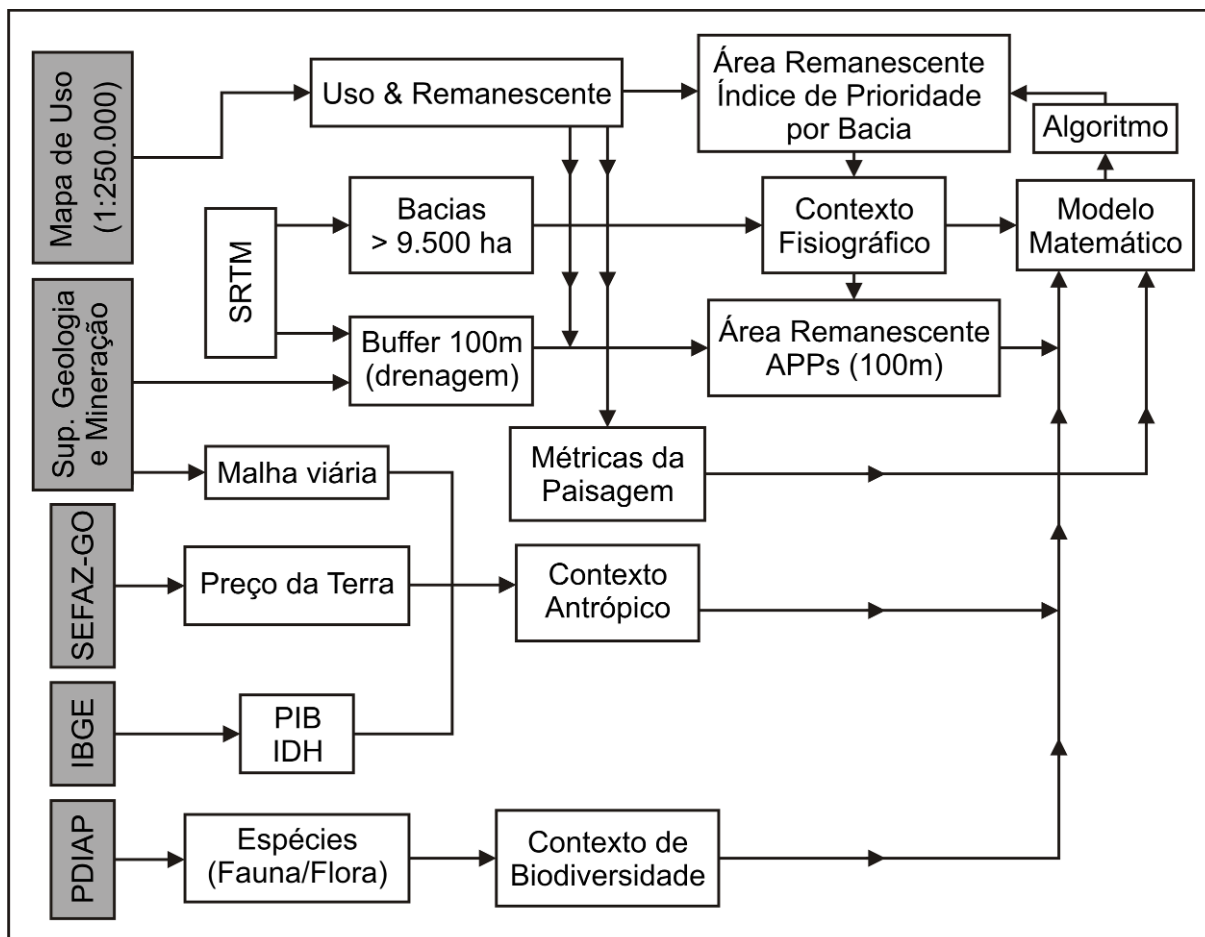 Mapa de Uso
(1:250.000)
Uso & Remanescente
Área Remanescente
Índice de Prioridade
por Bacia
Algoritmo
SRTM
Bacias
> 9.500 ha
Contexto
Fisiográfico
Modelo
Matemático
Sup. Geologia
e Mineração
Buffer 100m
(drenagem)
Área Remanescente
APPs (100m)
Malha viária
Métricas da
Paisagem
SEFAZ-GO
Preço da Terra
Contexto
Antrópico
IBGE
PIB
IDH
PDIAP
Espécies
(Fauna/Flora)
Contexto de
Biodiversidade